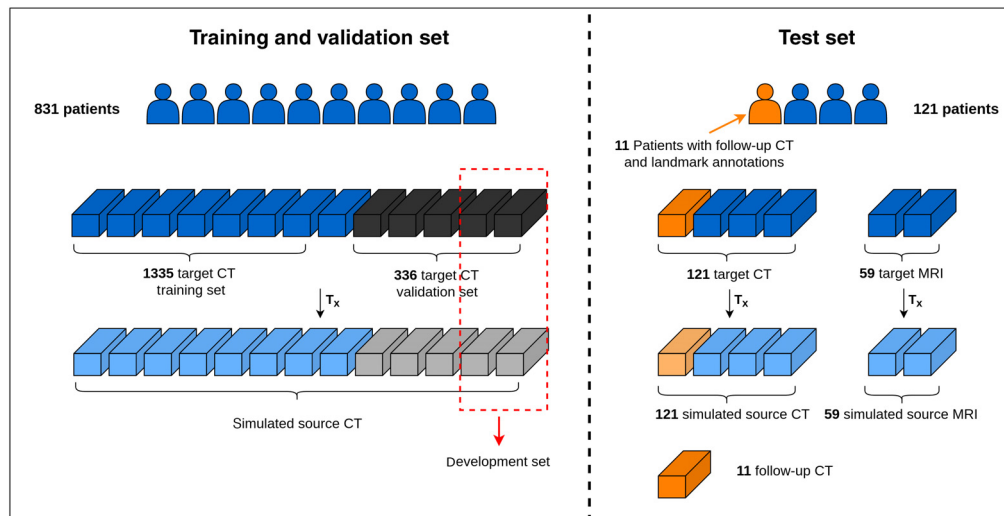 Training and validation set
831 patients
1335 target CT
training set
336 target CT
validation set
Tx
Simulated source CT
Development set
Test set
121 patients
11 Patients with follow-up CT
and landmark annotations
121 target CT
59 target MRI
Tx
Tx
121 simulated source CT
59 simulated source MRI
11 follow-up CT